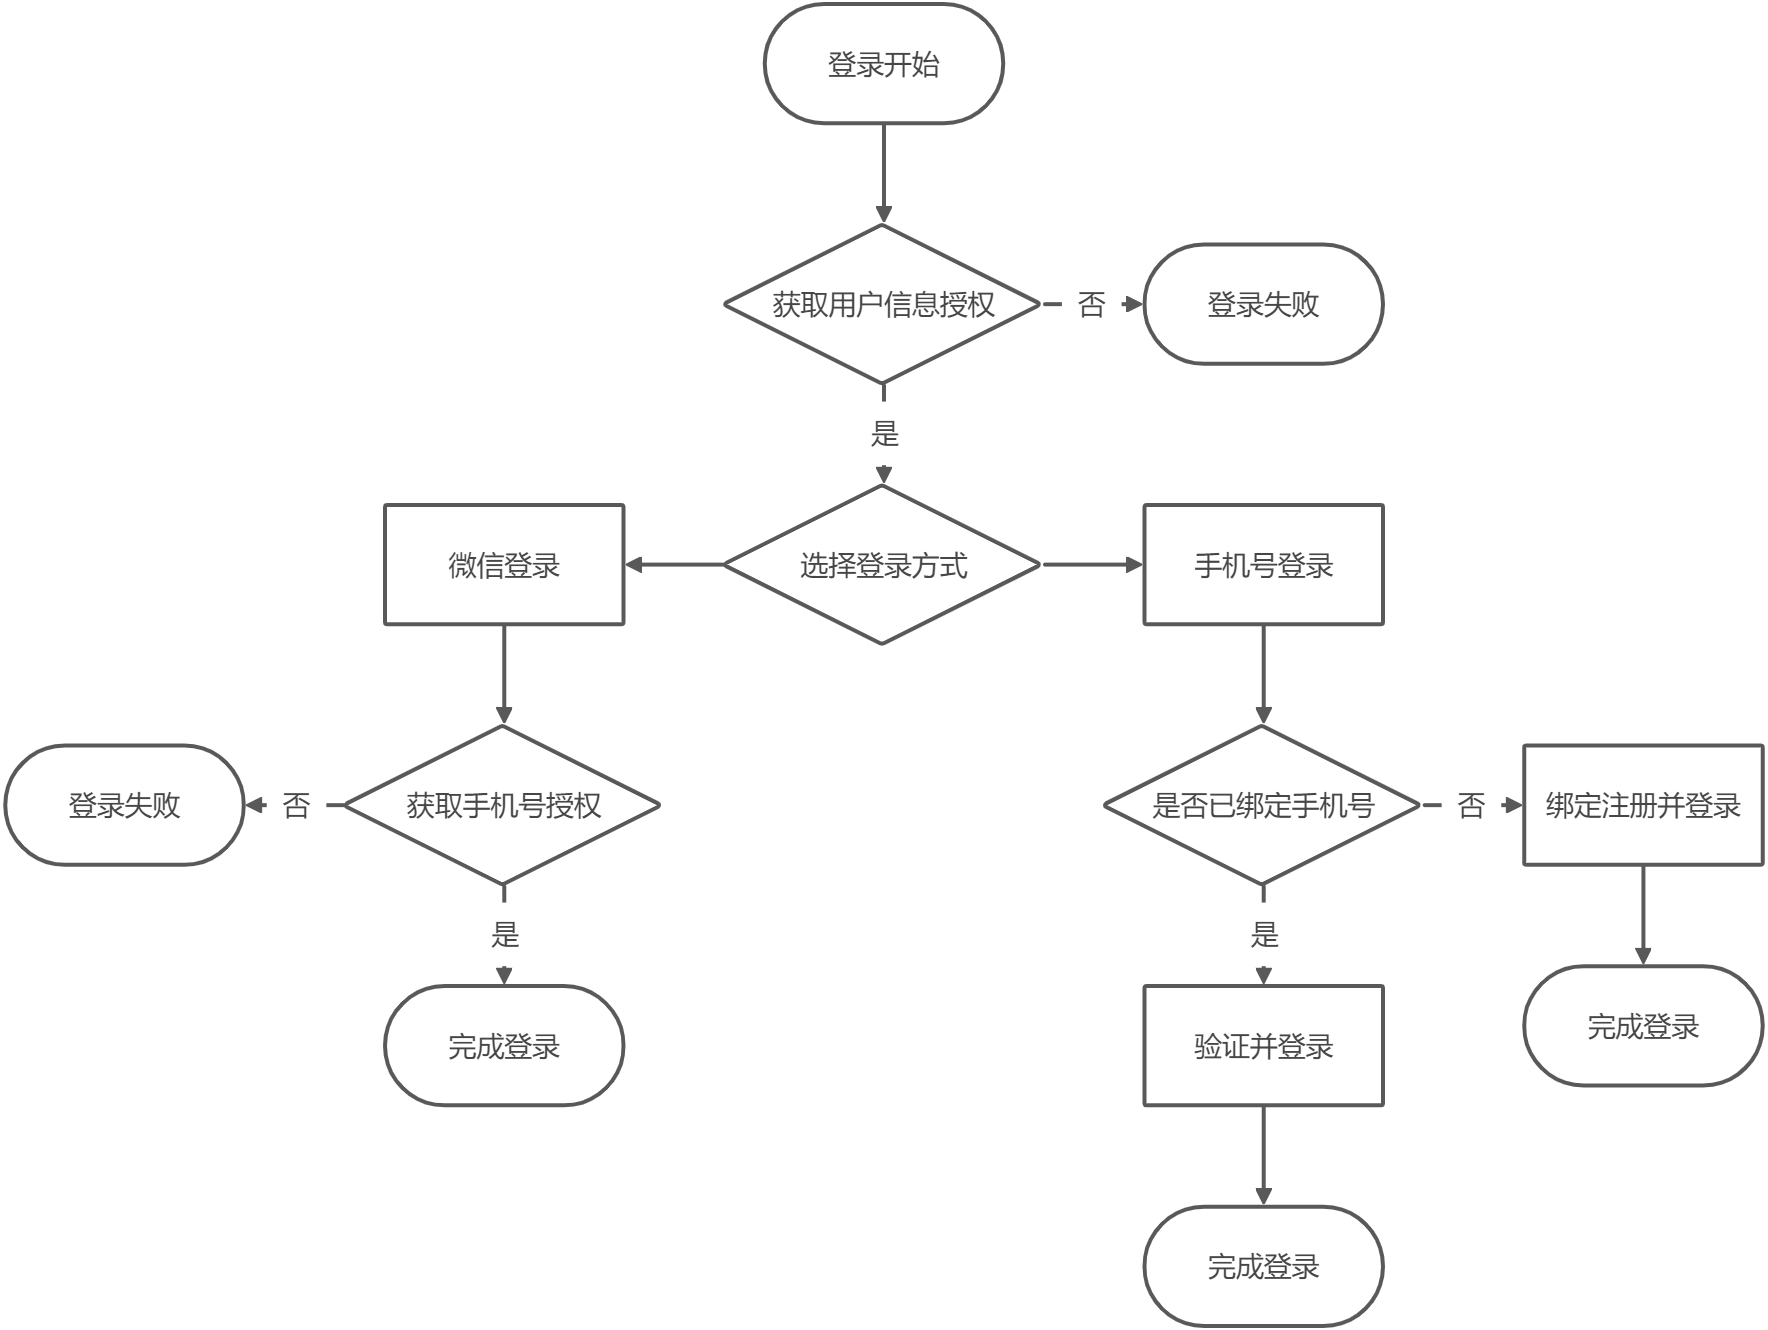 登录开始
获取用户信息授权
否
登录失败
是
微信登录
选择登录方式
手机号登录
登录失败
否
获取手机号授权
是否已绑定手机号
否
绑定注册并登录
是
是
完成登录
验证并登录
完成登录
完成登录